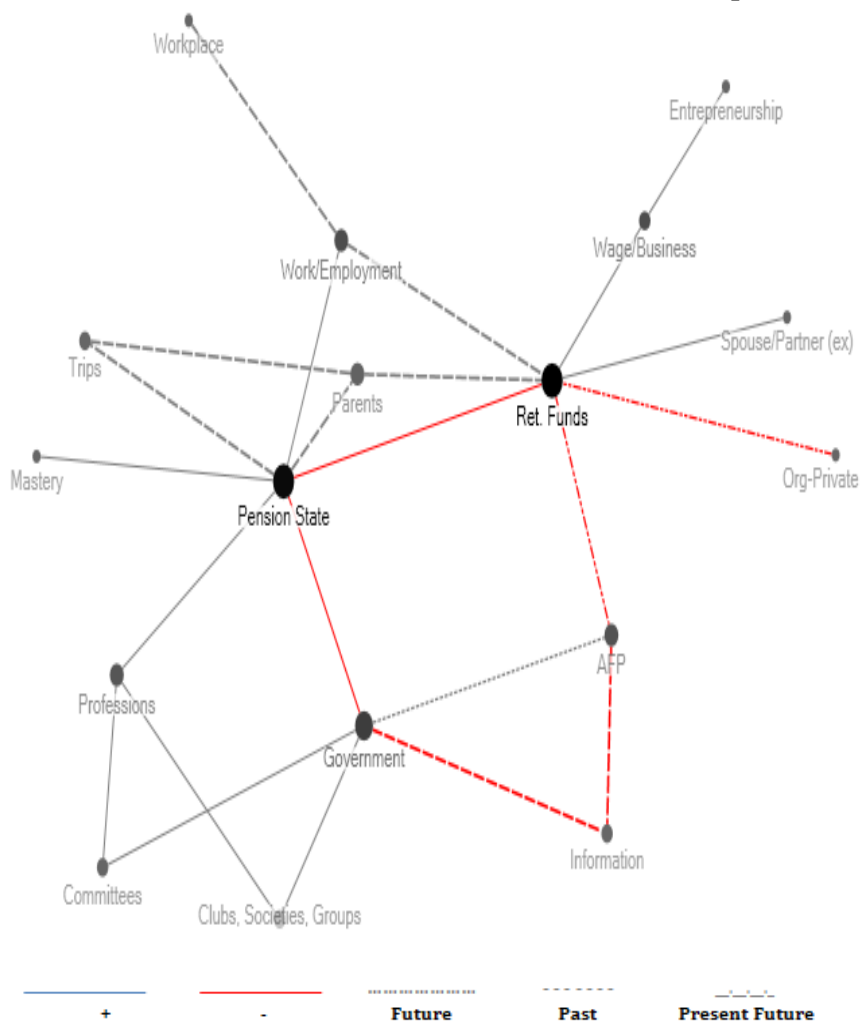 Workplace
Entrepreneurship
Wage/Business
Work/Employment
Spouse/Partner (ex)
Trips
Parents
Ret. Funds
Mastery
Org-Private
Pension State
AFP
Professions
Government
Information
Committees
Clubs, Societies, Groups
+ - Future Past Present Future